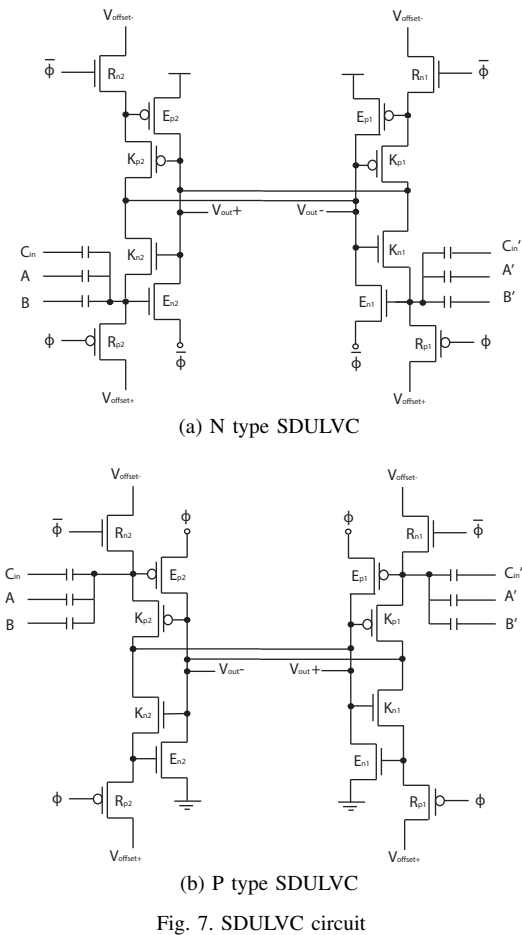 Voffset- Voffset-
ϕ̅ Rn2 Rn1 ϕ̅
Ep2 Ep1
Kp2 Kp1
Vout+ Vout-
Cin Kn2 Kn1 Cin'
A A'
B En2 En1 B'
ϕ Rp2 ϕ̅ ϕ̅ Rp1 ϕ
Voffset+ Voffset+
(a) N type SDULVC
Voffset- Voffset-
ϕ̅ Rn2 ϕ ϕ Rn1 ϕ̅
Cin Ep2 Ep1 Cin'
A A'
B Kp2 Kp1 B'
Vout- Vout+
Kn2 Kn1
En2 En1
ϕ Rp2 Rp1 ϕ
Voffset+ Voffset+
(b) P type SDULVC
Fig. 7. SDULVC circuit